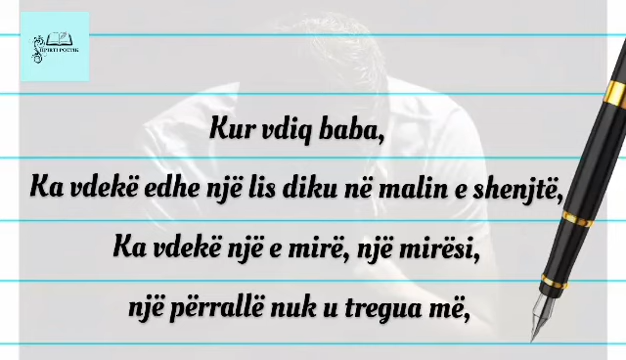 Kur vdiq baba,
Ka vdekë edhe një lis diku në malin e shenjtë,
Ka vdekë një e mirë, një mirësi,
një përrallë nuk u tregua më,